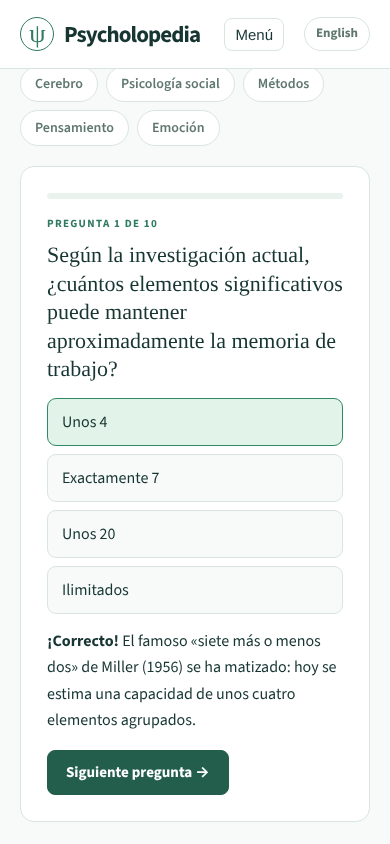 Psycholopedia
Menú
English
Cerebro
Psicología social
Métodos
Pensamiento
Emoción
PREGUNTA 1 DE 10
Según la investigación actual,
¿cuántos elementos significativos
puede mantener
aproximadamente la memoria de
trabajo?
Unos 4
Exactamente 7
Unos 20
Ilimitados
¡Correcto! El famoso «siete más o menos
dos» de Miller (1956) se ha matizado: hoy se
estima una capacidad de unos cuatro
elementos agrupados.
Siguiente pregunta →